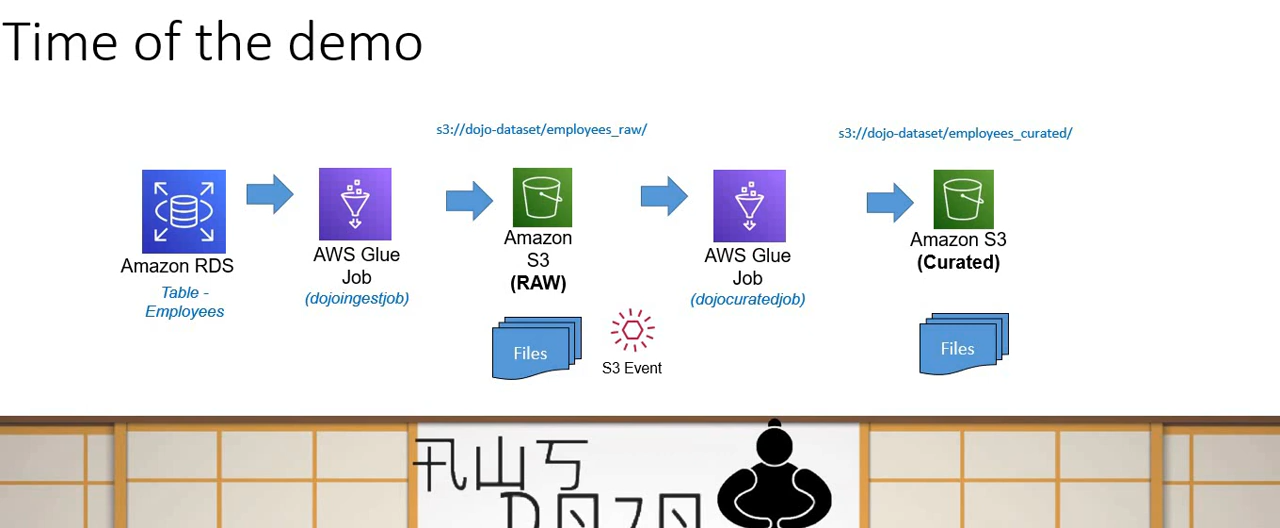 Time of the demo
s3://dojo-dataset/employees_raw/
s3://dojo-dataset/employees_curated/
Amazon RDS
Table -
Employees
AWS Glue
Job
(dojoingestjob)
Amazon
S3
(RAW)
Files
S3 Event
AWS Glue
Job
(dojocuratedjob)
Amazon S3
(Curated)
Files